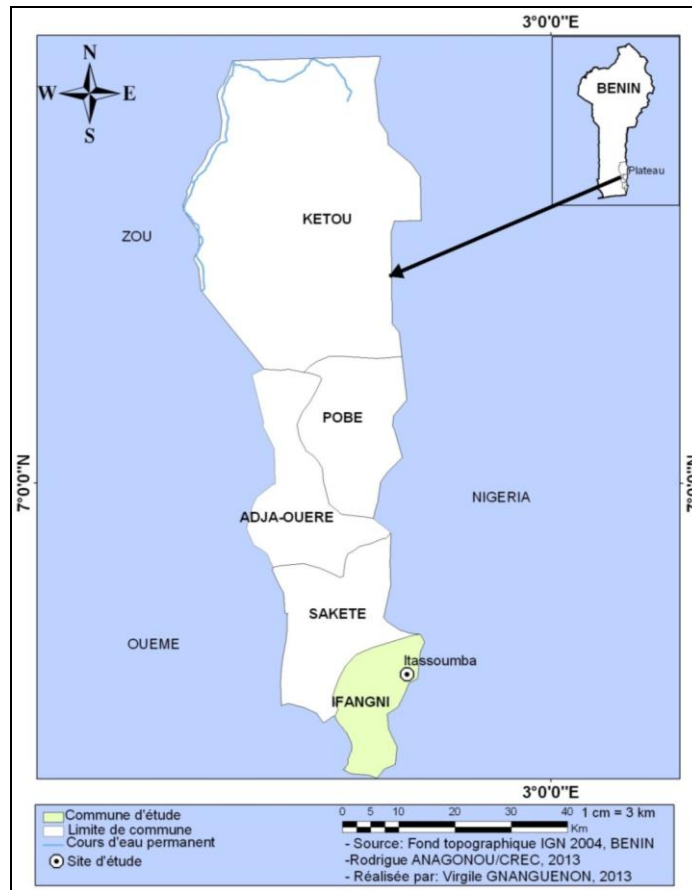 3°0'0"E
N
W E
S
BENIN
Plateau
KETOU
ZOU
POBE
7°0'0"N
7°0'0"N
NIGERIA
ADJA-OUERE
SAKETE
OUEME
Itassoumba
IFANGNI
3°0'0"E
Commune d'étude
Limite de commune
Cours d'eau permanent
Site d'étude
0 5 10 20 30 40 1 cm = 3 km
Km
- Source: Fond topographique IGN 2004, BENIN
-Rodrigue ANAGONOU/CREC, 2013
- Réalisée par: Virgile GNANGUENON, 2013